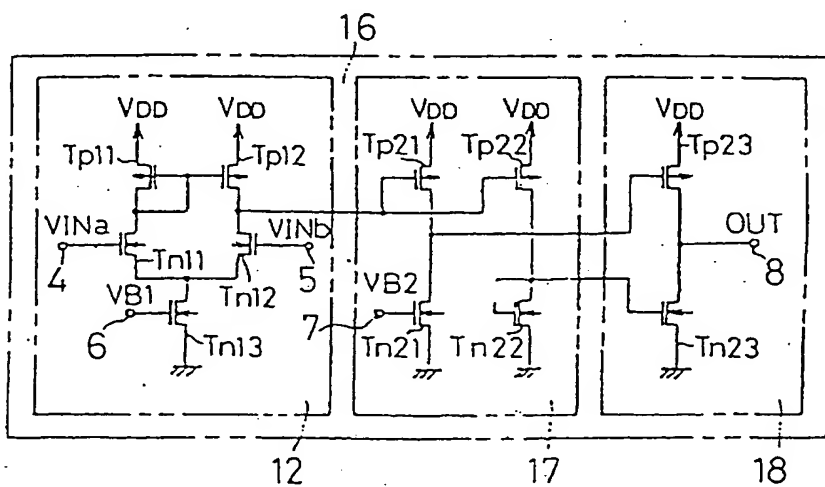 16
VDD VDD VDD VDD VDD
Tp11 Tp12 Tp21 Tp22 Tp23
VINa VINb OUT
4 Tn11 Tn12 5 8
VB1 VB2
6 7
Tn13 Tn21 Tn22 Tn23
12 17 18